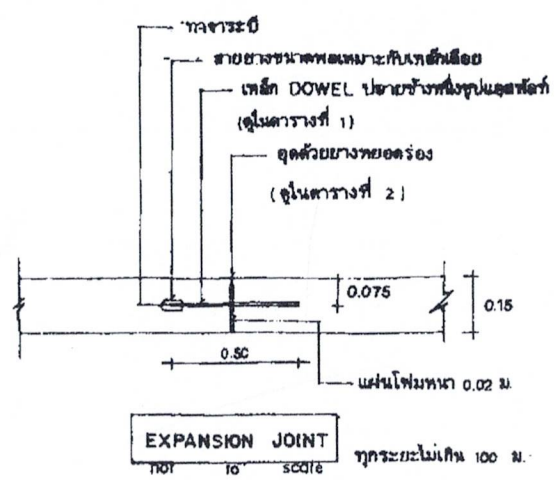 ทาจาระบี
สายยางขนาดพอเหมาะกับเหล็กเดือย
เหล็ก DOWEL ปลายข้างหนึ่งชุบแอสฟัลท์
(ดูในตารางที่ 1)
อุดด้วยยางหยอดร่อง
(ดูในตารางที่ 2)
0.075
0.15
0.50
แผ่นโฟมหนา 0.02 ม.
EXPANSION JOINT
not to scale
ทุกระยะไม่เกิน 100 ม.